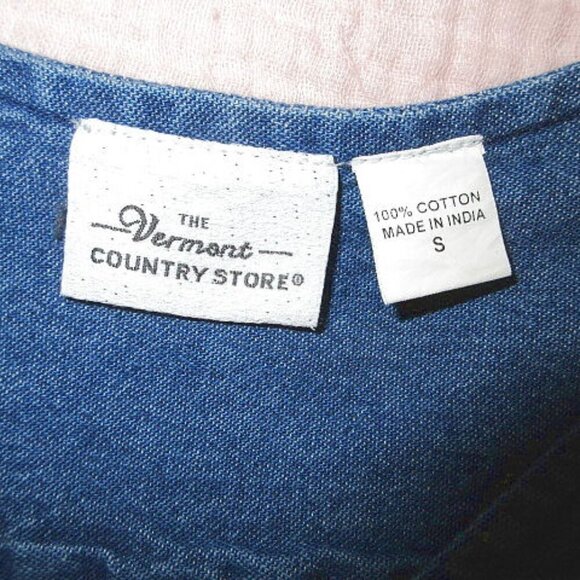 THE
Vermont
COUNTRY STORE®
100% COTTON
MADE IN INDIA
S